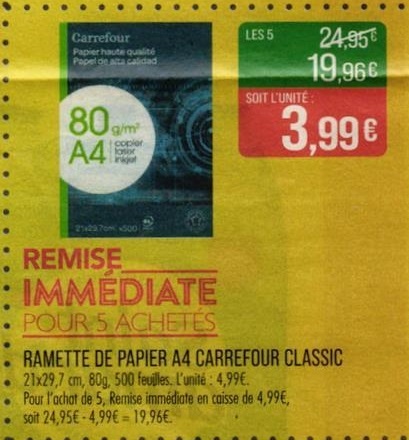 Carrefour
Papier haute qualité
Papel de alta calidad
80 g/m²
A4
copier
laser
inkjet
21x29.7cm x500
LES 5
24,95€
19,96€
SOIT L'UNITÉ :
3,99€
REMISE
IMMÉDIATE
POUR 5 ACHETÉS
RAMETTE DE PAPIER A4 CARREFOUR CLASSIC
21x29,7 cm, 80g, 500 feuilles. L'unité : 4,99€.
Pour l'achat de 5, Remise immédiate en caisse de 4,99€,
soit 24,95€ - 4,99€ = 19,96€.